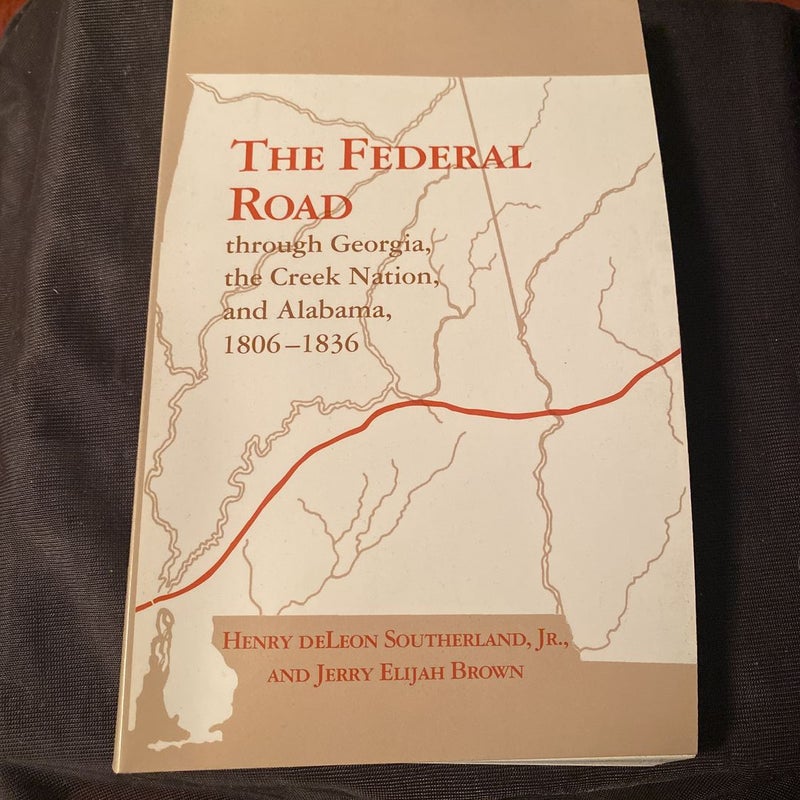 THE FEDERAL
ROAD
through Georgia,
the Creek Nation,
and Alabama,
1806–1836
HENRY DELEON SOUTHERLAND, JR.,
AND JERRY ELIJAH BROWN